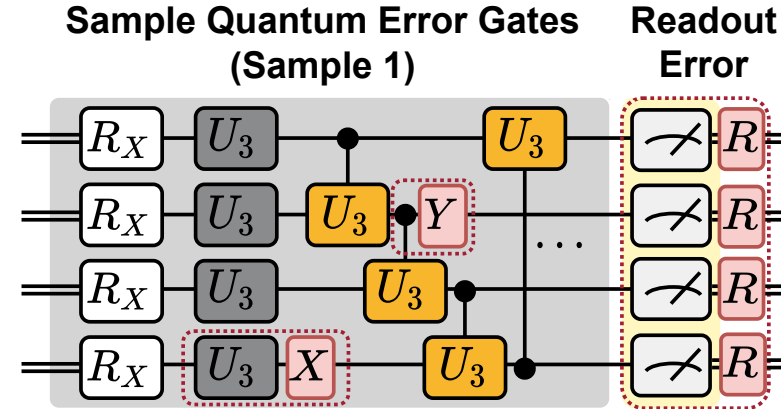 Sample Quantum Error Gates
(Sample 1)
Readout
Error
R_X U_3 U_3 R
R_X U_3 U_3 Y R
...
R_X U_3 U_3 R
R_X U_3 X U_3 R